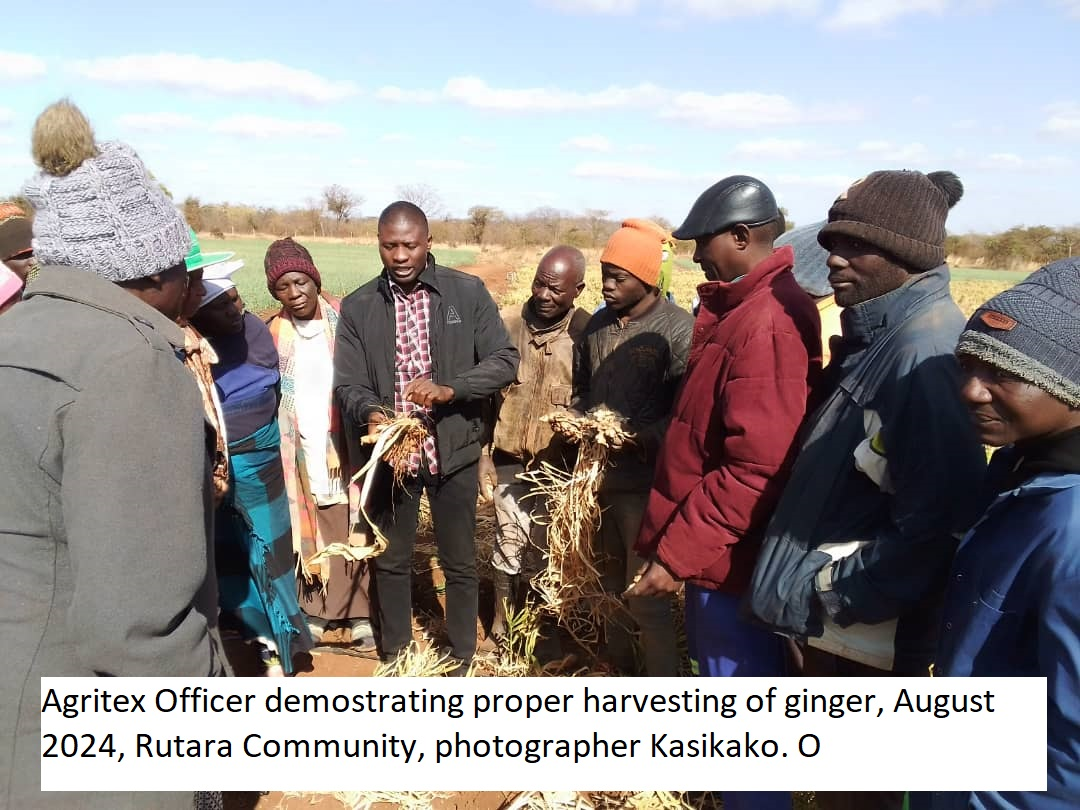 Agritex Officer demostrating proper harvesting of ginger, August
2024, Rutara Community, photographer Kasikako. O